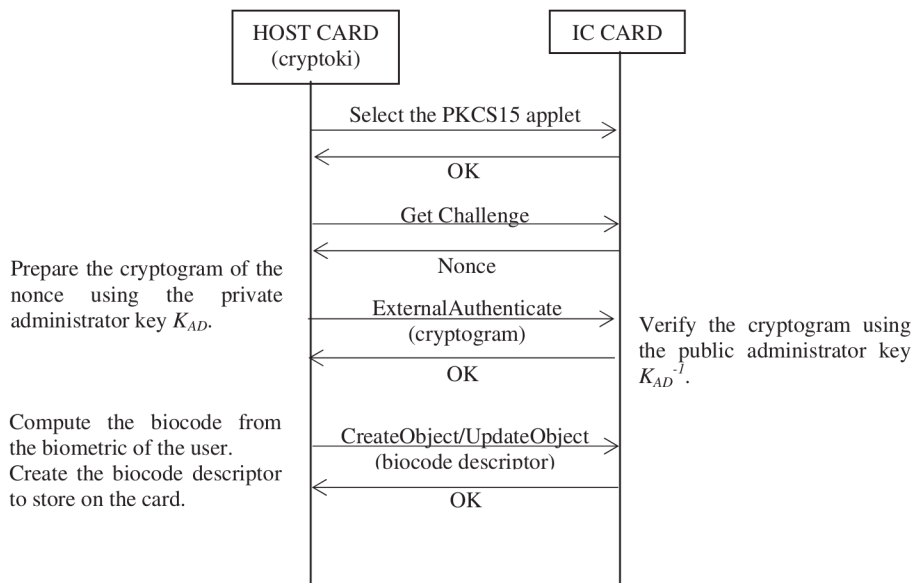 HOST CARD
(cryptoki)
IC CARD
Select the PKCS15 applet
OK
Get Challenge
Nonce
Prepare the cryptogram of the
nonce using the private
administrator key K_AD.
ExternalAuthenticate
(cryptogram)
OK
Verify the cryptogram using
the public administrator key
K_AD^-1.
Compute the biocode from
the biometric of the user.
Create the biocode descriptor
to store on the card.
CreateObject/UpdateObject
(biocode descriptor)
OK